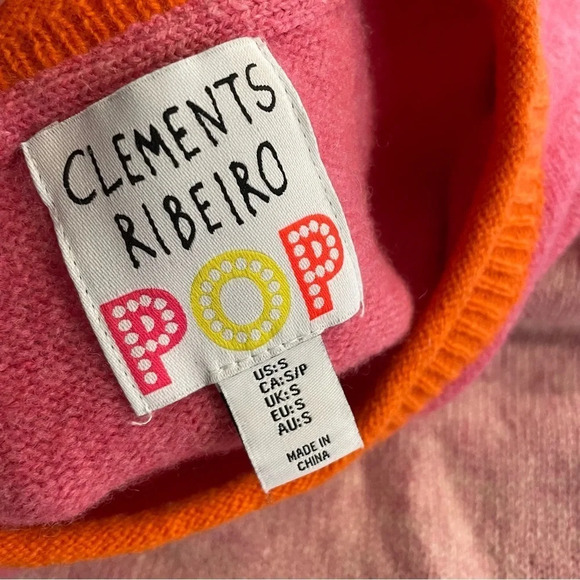 CLEMENTS
RIBEIRO
POP
US:S
CA:S/P
UK:S
EU:S
AU:S
MADE IN
CHINA